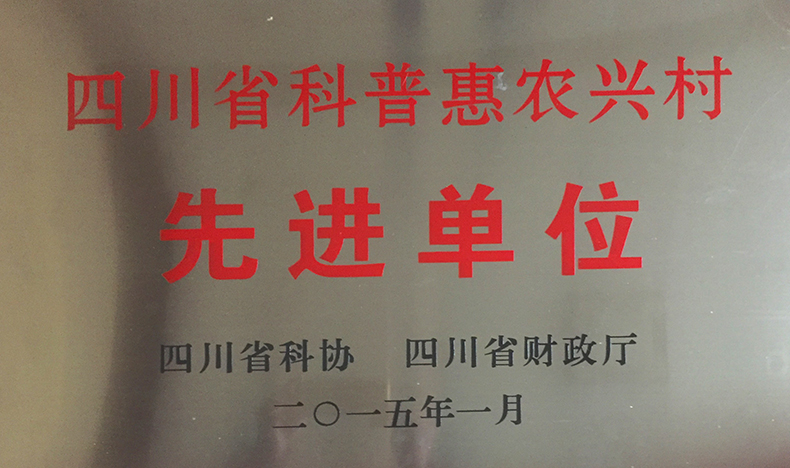 四川省科普惠农兴村
先进单位
四川省科协 四川省财政厅
二〇一五年一月